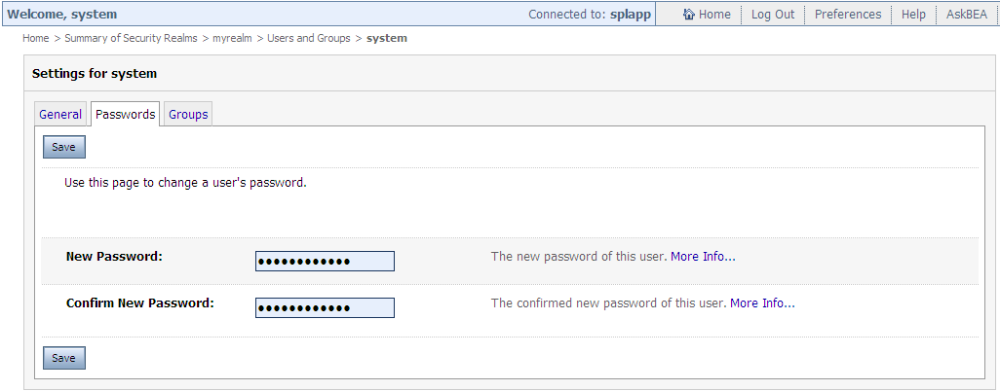 Welcome, system Connected to: splapp Home Log Out Preferences Help AskBEA
Home > Summary of Security Realms > myrealm > Users and Groups > system
Settings for system
General Passwords Groups
Save
Use this page to change a user's password.
New Password: •••••••••••• The new password of this user. More Info...
Confirm New Password: •••••••••••• The confirmed new password of this user. More Info...
Save